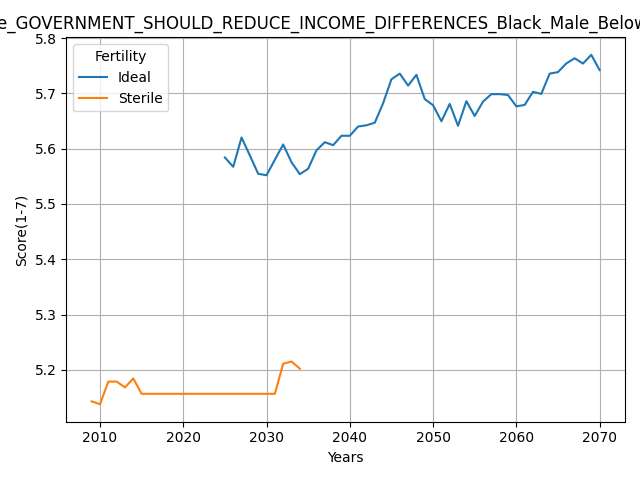 e_GOVERNMENT_SHOULD_REDUCE_INCOME_DIFFERENCES_Black_Male_Below
Fertility
Ideal
Sterile
Score(1-7)
5.8
5.7
5.6
5.5
5.4
5.3
5.2
2010 2020 2030 2040 2050 2060 2070
Years